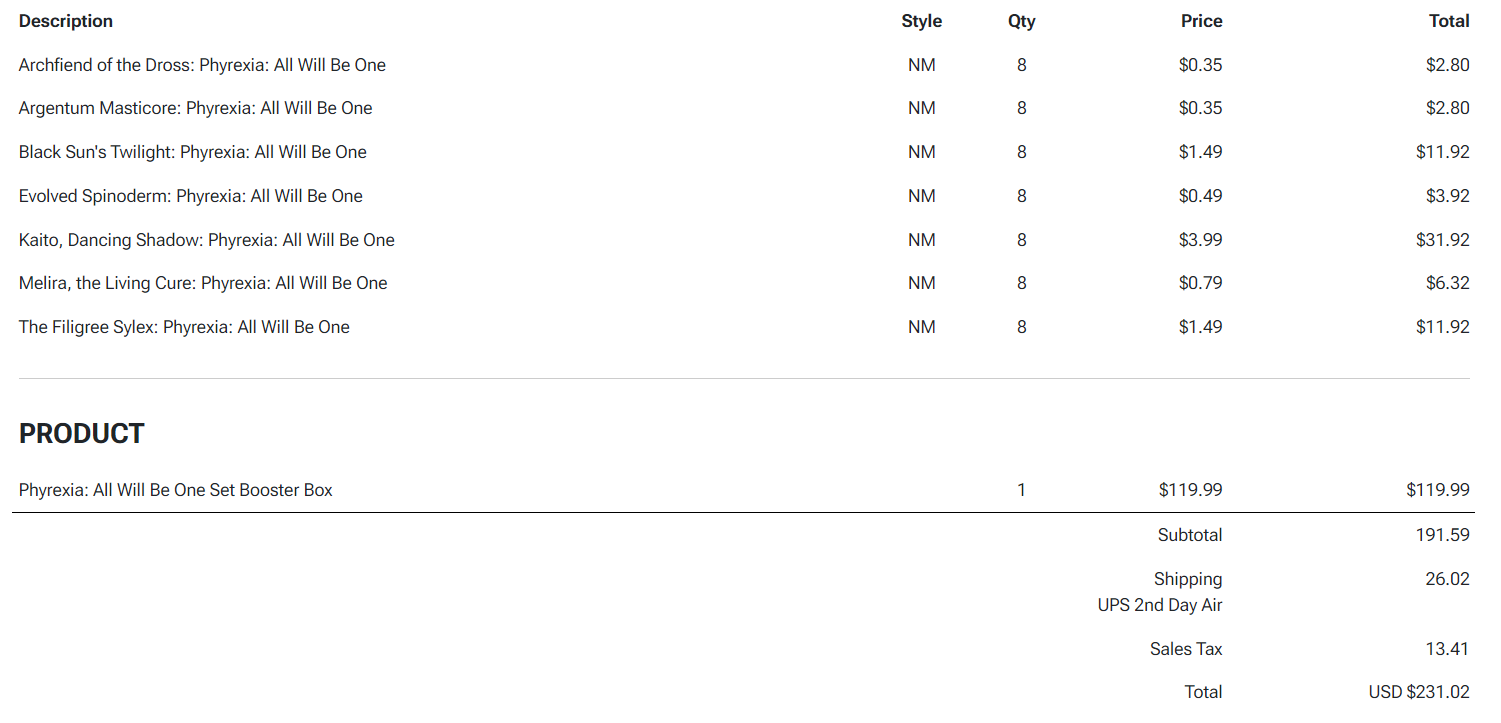 Description Style Qty Price Total
Archfiend of the Dross: Phyrexia: All Will Be One NM 8 $0.35 $2.80
Argentum Masticore: Phyrexia: All Will Be One NM 8 $0.35 $2.80
Black Sun's Twilight: Phyrexia: All Will Be One NM 8 $1.49 $11.92
Evolved Spinoderm: Phyrexia: All Will Be One NM 8 $0.49 $3.92
Kaito, Dancing Shadow: Phyrexia: All Will Be One NM 8 $3.99 $31.92
Melira, the Living Cure: Phyrexia: All Will Be One NM 8 $0.79 $6.32
The Filigree Sylex: Phyrexia: All Will Be One NM 8 $1.49 $11.92
PRODUCT
Phyrexia: All Will Be One Set Booster Box 1 $119.99 $119.99
Subtotal 191.59
Shipping 26.02
UPS 2nd Day Air
Sales Tax 13.41
Total USD $231.02